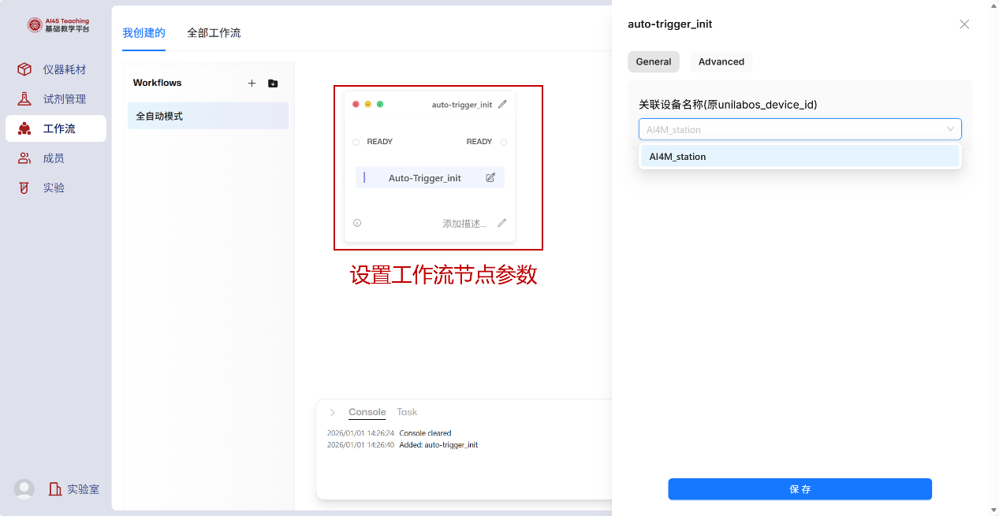 AI4S Teaching
基础教学平台
仪器耗材
试剂管理
工作流
成员
实验
实验室
我创建的
全部工作流
Workflows
全自动模式
auto-trigger_init
READY
READY
Auto-Trigger_init
添加描述...
设置工作流节点参数
Console
Task
2026/01/01 14:26:24 Console cleared
2026/01/01 14:26:40 Added: auto-trigger_init
auto-trigger_init
General
Advanced
关联设备名称(原unilabos_device_id)
AI4M_station
AI4M_station
保 存